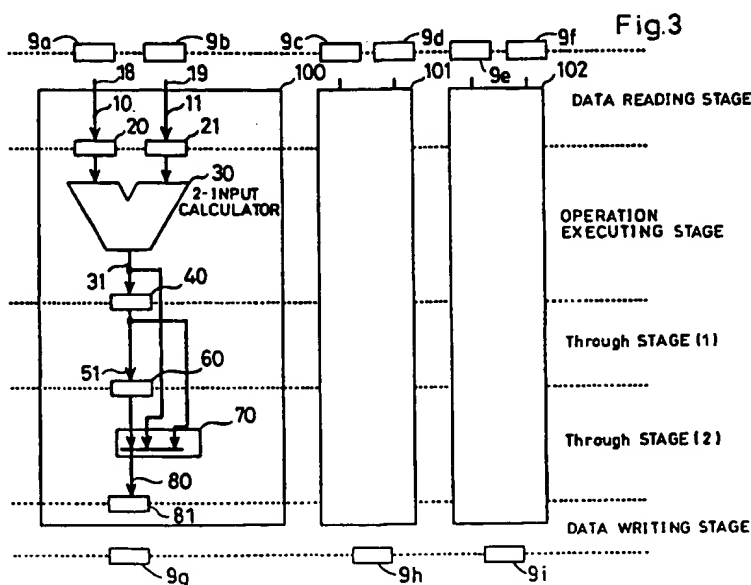 Fig.3
9a 9b 9c 9d 9e 9f
18 19 100 101 102
10 11
DATA READING STAGE
20 21
30
2-INPUT
CALCULATOR
OPERATION
EXECUTING STAGE
31 40
Through STAGE (1)
51 60
70
Through STAGE (2)
80
81
DATA WRITING STAGE
9g 9h 9i